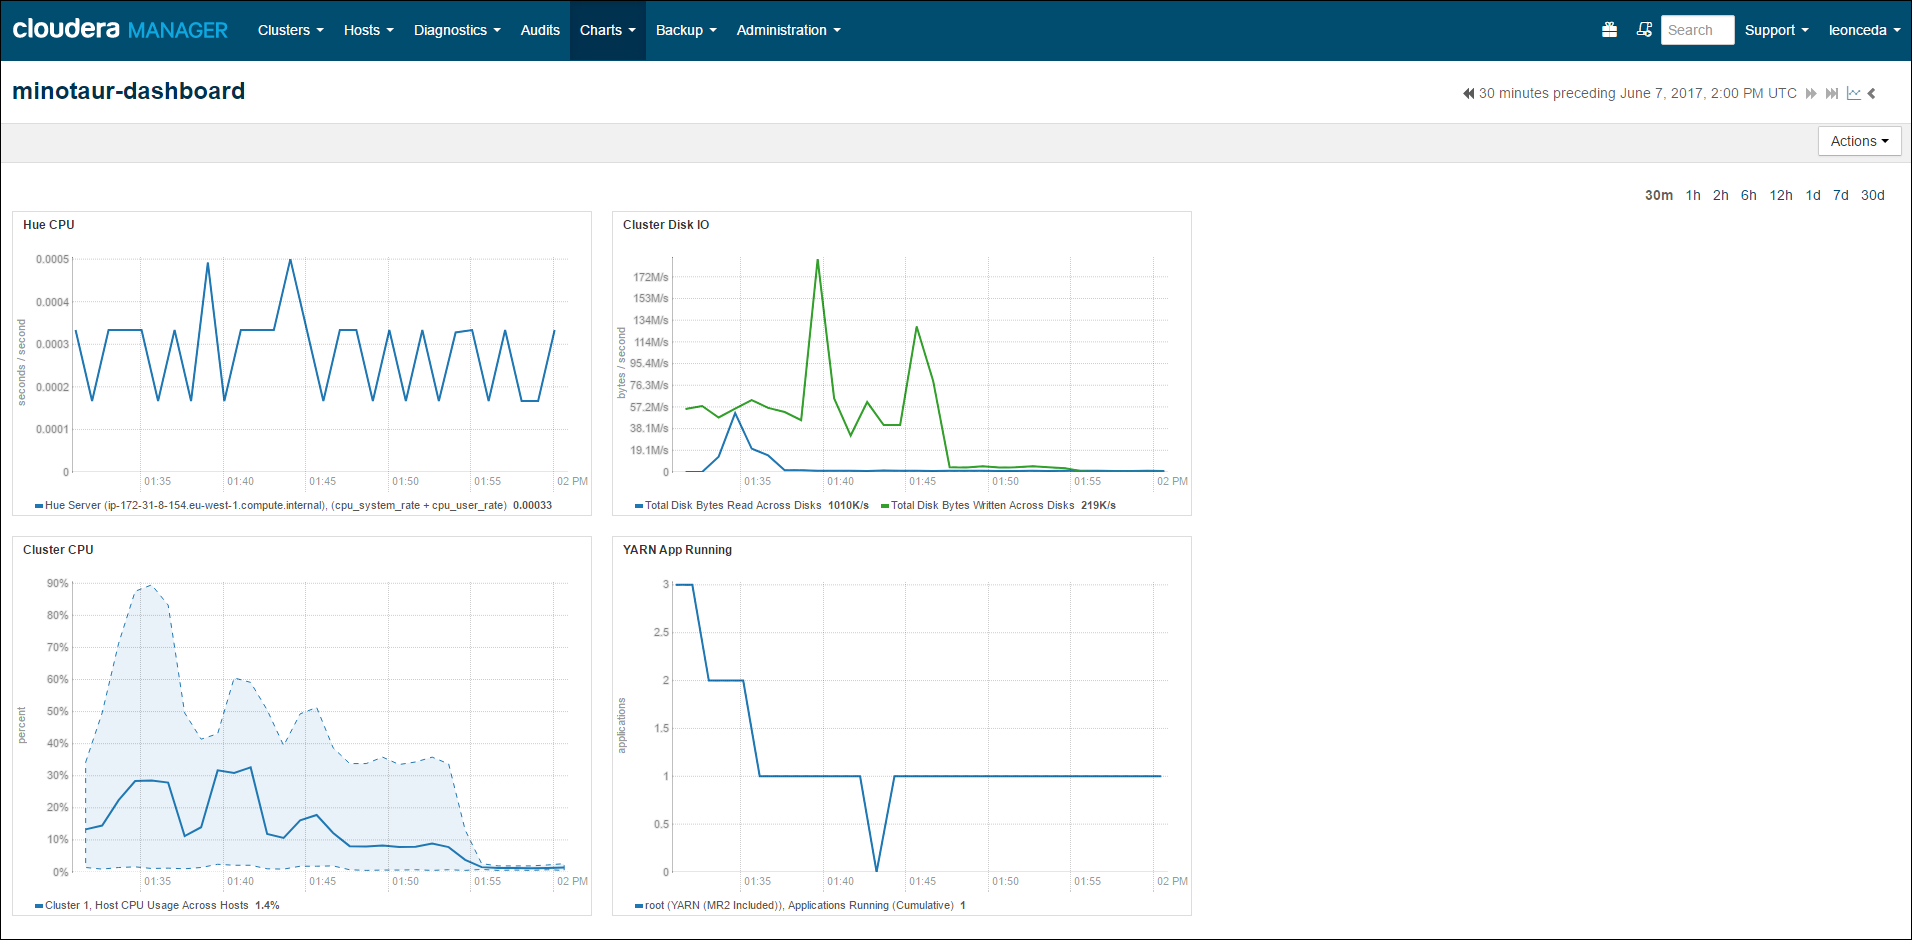 cloudera MANAGER Clusters Hosts Diagnostics Audits Charts Backup Administration Search Support leonceda
minotaur-dashboard
30 minutes preceding June 7, 2017, 2:00 PM UTC
Actions
30m 1h 2h 6h 12h 1d 7d 30d
Hue CPU
seconds / second
0.0005
0.0004
0.0003
0.0002
0.0001
0
01:35 01:40 01:45 01:50 01:55 02 PM
Hue Server (ip-172-31-8-154.eu-west-1.compute.internal), (cpu_system_rate + cpu_user_rate) 0.00033
Cluster Disk IO
bytes / second
172M/s
153M/s
134M/s
114M/s
95.4M/s
76.3M/s
57.2M/s
38.1M/s
19.1M/s
0
01:35 01:40 01:45 01:50 01:55 02 PM
Total Disk Bytes Read Across Disks 1010K/s Total Disk Bytes Written Across Disks 219K/s
Cluster CPU
percent
90%
80%
70%
60%
50%
40%
30%
20%
10%
0%
01:35 01:40 01:45 01:50 01:55 02 PM
Cluster 1, Host CPU Usage Across Hosts 1.4%
YARN App Running
applications
3
2.5
2
1.5
1
0.5
0
01:35 01:40 01:45 01:50 01:55 02 PM
root (YARN (MR2 Included)), Applications Running (Cumulative) 1